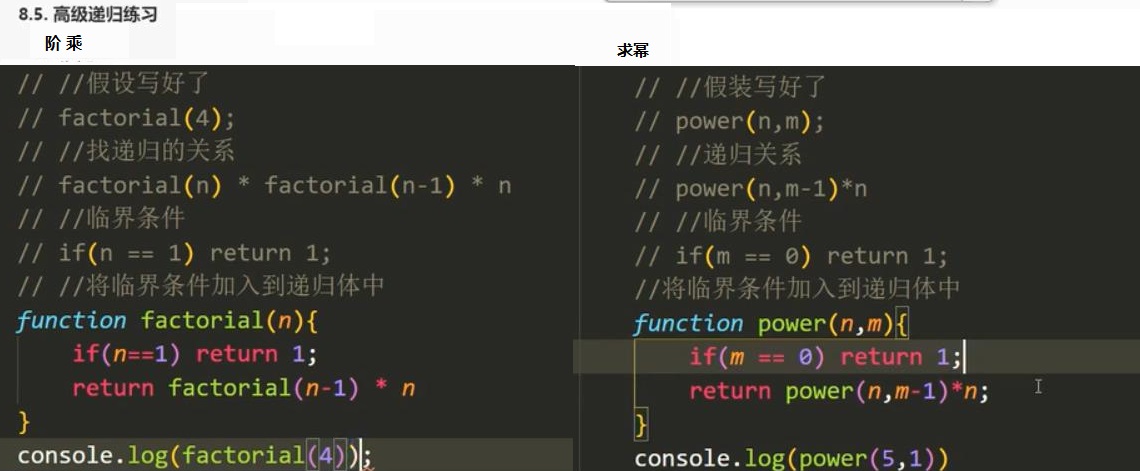 8.5. 高级递归练习
阶 乘
// //假设写好了
// factorial(4);
// //找递归的关系
// factorial(n) * factorial(n-1) * n
// //临界条件
// if(n == 1) return 1;
// //将临界条件加入到递归体中
function factorial(n){
if(n==1) return 1;
return factorial(n-1) * n
}
console.log(factorial(4));
求幂
// //假装写好了
// power(n,m);
// //递归关系
// power(n,m-1)*n
// //临界条件
// if(m == 0) return 1;
//将临界条件加入到递归体中
function power(n,m){
if(m == 0) return 1;
return power(n,m-1)*n;
}
console.log(power(5,1))